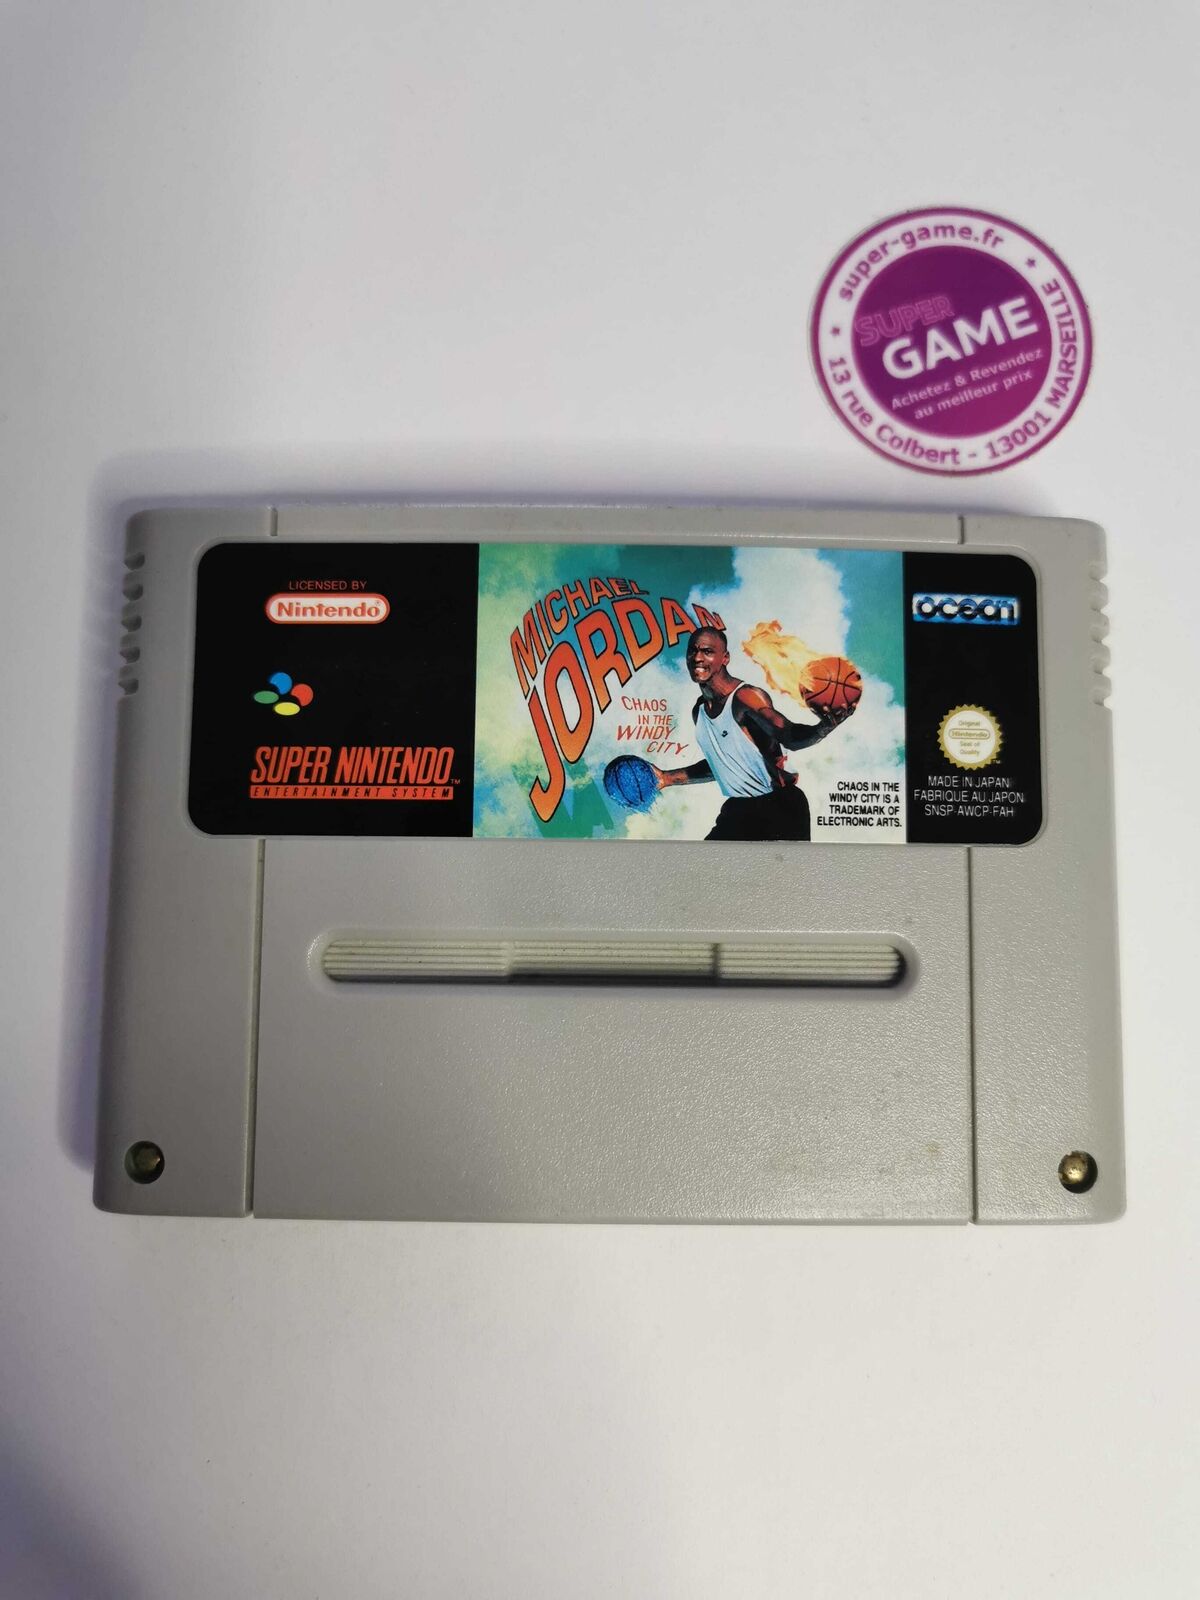 super-game.fr
SUPER
GAME
Achetez & Revendez
au meilleur prix
13 rue Colbert - 13001 MARSEILLE
LICENSED BY
Nintendo
SUPER NINTENDO™
ENTERTAINMENT SYSTEM
MICHAEL
JORDAN
CHAOS
IN THE
WINDY
CITY
CHAOS IN THE
WINDY CITY IS A
TRADEMARK OF
ELECTRONIC ARTS.
ocean
Original
Nintendo
Seal of
Quality
™
MADE IN JAPAN
FABRIQUE AU JAPON
SNSP-AWCP-FAH